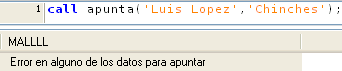 1 call apunta('Luis Lopez','Chinches');
MALLLL
Error en alguno de los datos para apuntar